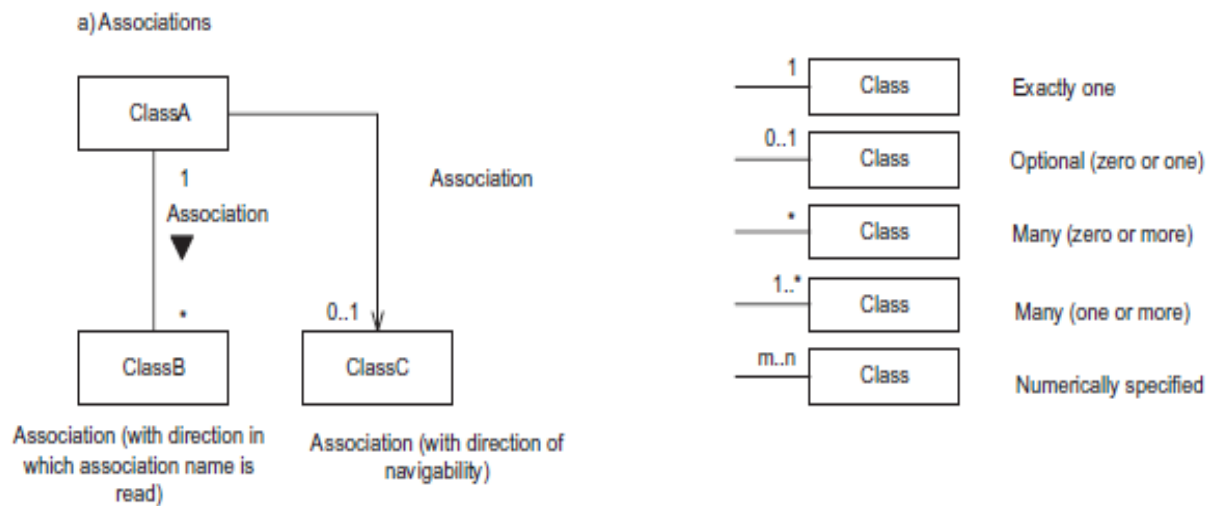 a) Associations
ClassA
1
Association
*
ClassB
Association (with direction in
which association name is
read)
Association
0..1
ClassC
Association (with direction of
navigability)
1
Class
Exactly one
0..1
Class
Optional (zero or one)
*
Class
Many (zero or more)
1..*
Class
Many (one or more)
m..n
Class
Numerically specified